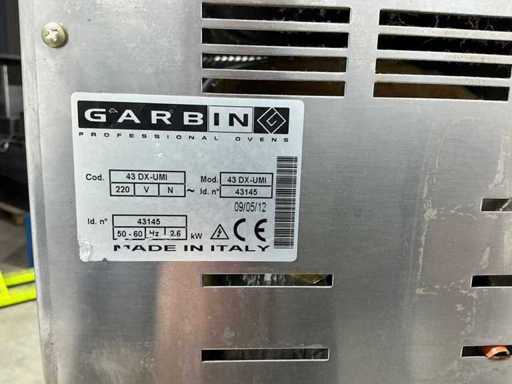 GARBIN G
PROFESSIONAL OVENS
Cod. 43 DX-UMI Mod. 43 DX-UMI
220 V N ~ Id. n° 43145
09/05/12
Id. n° 43145
50 - 60 Hz 2.6 kW CE
MADE IN ITALY